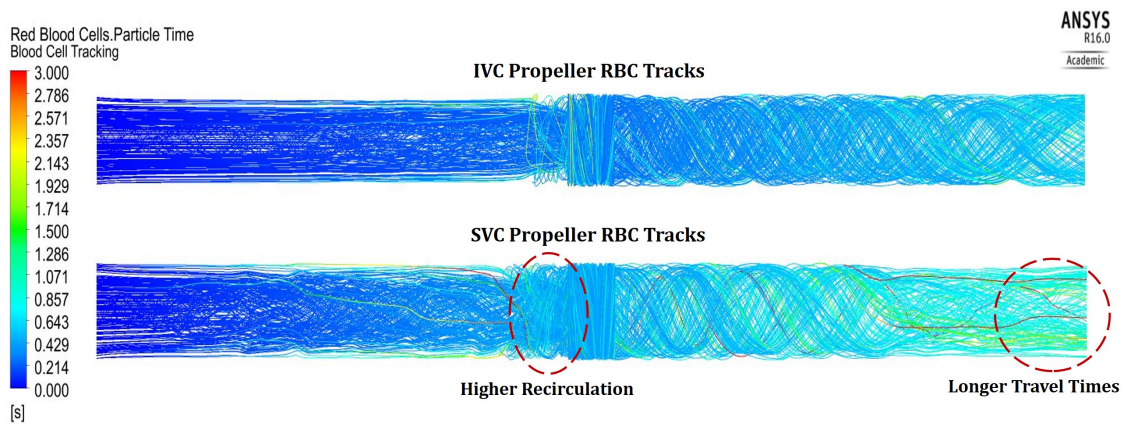 Red Blood Cells.Particle Time
Blood Cell Tracking
3.000
2.786
2.571
2.357
2.143
1.929
1.714
1.500
1.286
1.071
0.857
0.643
0.429
0.214
0.000
[s]
ANSYS
R16.0
Academic
IVC Propeller RBC Tracks
SVC Propeller RBC Tracks
Higher Recirculation
Longer Travel Times